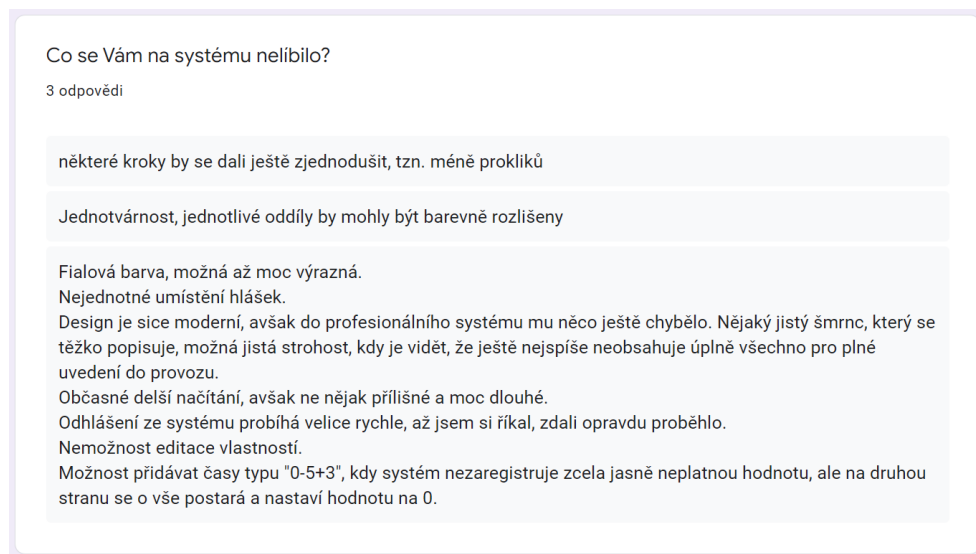 Co se Vám na systému nelíbilo?
3 odpovědi
některé kroky by se dali ještě zjednodušit, tzn. méně prokliků
Jednotvárnost, jednotlivé oddíly by mohly být barevně rozlišeny
Fialová barva, možná až moc výrazná.
Nejednotné umístění hlášek.
Design je sice moderní, avšak do profesionálního systému mu něco ještě chybělo. Nějaký jistý šmrnc, který se
těžko popisuje, možná jistá strohost, kdy je vidět, že ještě nejspíše neobsahuje úplně všechno pro plné
uvedení do provozu.
Občasné delší načítání, avšak ne nějak přílišné a moc dlouhé.
Odhlášení ze systému probíhá velice rychle, až jsem si říkal, zdali opravdu proběhlo.
Nemožnost editace vlastností.
Možnost přidávat časy typu "0-5+3", kdy systém nezaregistruje zcela jasně neplatnou hodnotu, ale na druhou
stranu se o vše postará a nastaví hodnotu na 0.